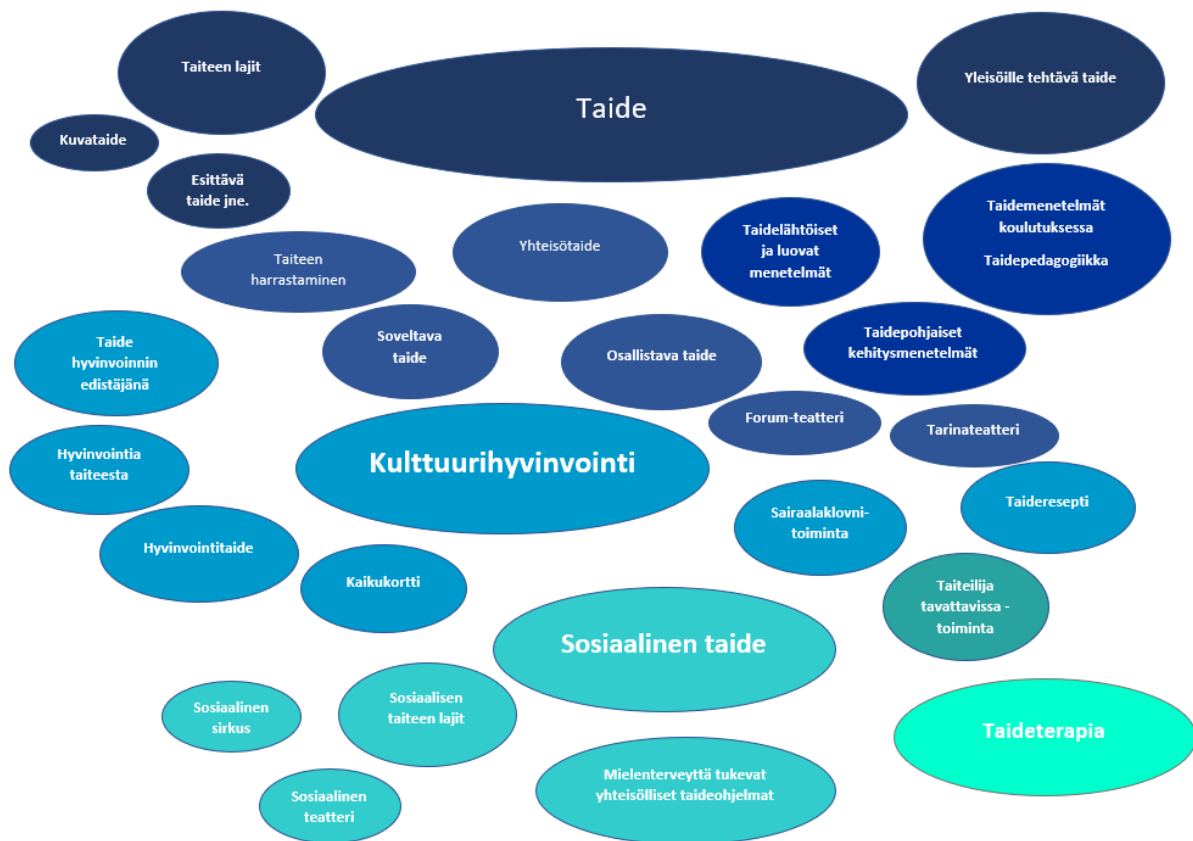 Taiteen lajit
Taide
Yleisöille tehtävä taide
Kuvataide
Esittävä
taide jne.
Taidemenetelmät
koulutuksessa
Taidepedagogiikka
Taiteen
harrastaminen
Yhteisötaide
Taidelähtöiset
ja luovat
menetelmät
Taide
hyvinvoinnin
edistäjänä
Soveltava
taide
Osallistava taide
Taidepohjaiset
kehitysmenetelmät
Forum-teatteri
Tarinateatteri
Hyvinvointia
taiteesta
Kulttuurihyvinvointi
Sairaalaklovni-
toiminta
Taideresepti
Hyvinvointitaide
Kaikukortti
Taiteilija
tavattavissa -
toiminta
Sosiaalinen taide
Sosiaalinen
sirkus
Sosiaalisen
taiteen lajit
Taideterapia
Sosiaalinen
teatteri
Mielenterveyttä tukevat
yhteisölliset taideohjelmat